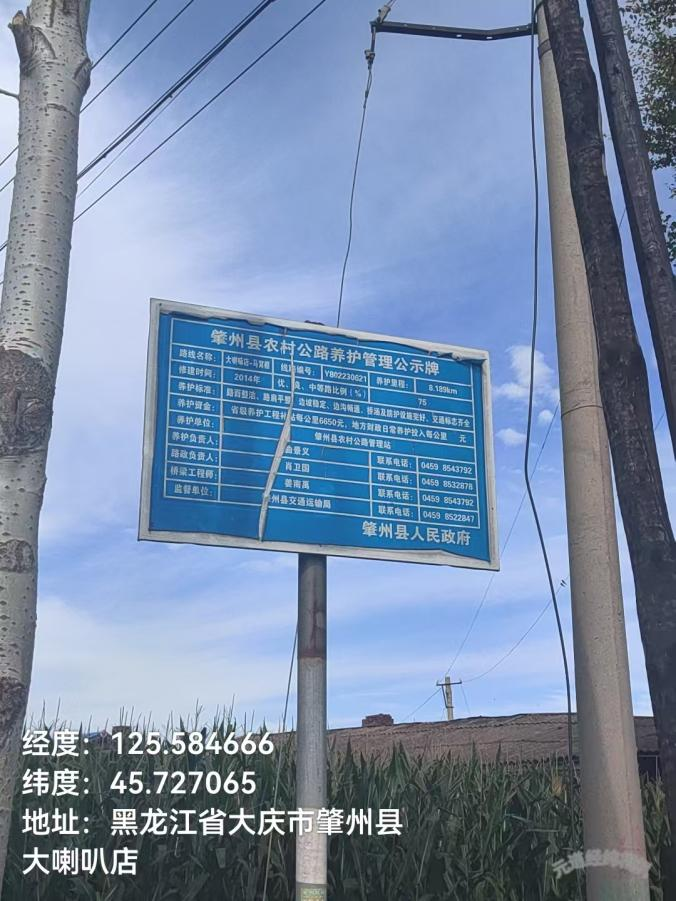 肇州县农村公路养护管理公示牌
路线名称： 大喇嘛店-马窝棚 线路编号： Y802230621 养护里程： 8.189km
修建时间： 2014年 优、良、中等路比例（%） 75
养护标准： 路面整洁、路肩平整、边坡稳定、边沟畅通、桥涵及防护设施完好、交通标志齐全
养护资金： 省级养护工程补贴每公里6650元，地方财政日常养护投入每公里 元
养护单位： 肇州县农村公路管理站
养护负责人： 景义 联系电话： 0459 8543792
路政负责人： 肖卫国 联系电话： 0459 8532878
桥梁工程师： 姜南禹 联系电话： 0459 8543792
监督单位： 州县交通运输局 联系电话： 0459 8522847
肇州县人民政府
经度：125.584666
纬度：45.727065
地址：黑龙江省大庆市肇州县
大喇叭店